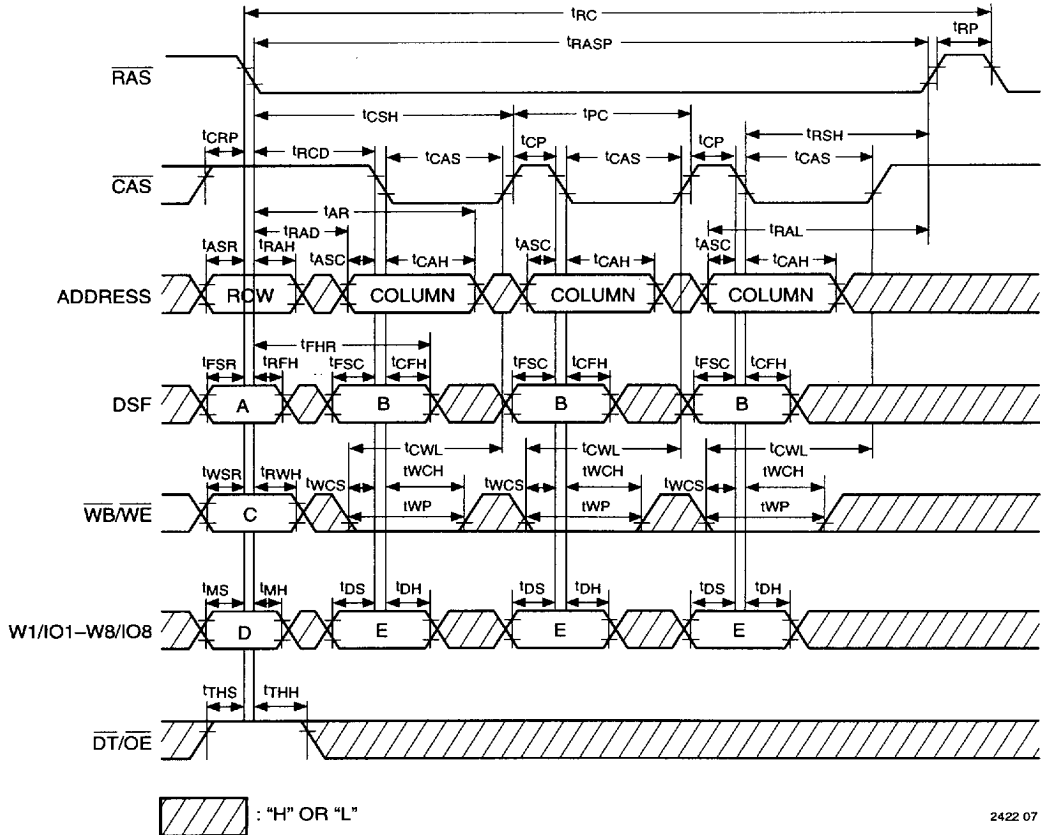 tRC
tRASP
tRP
RAS
tCSH
tPC
tCRP
tRCD
tCAS
tCP
tCAS
tCP
tRSH
tCAS
CAS
tAR
tRAD
tRAL
tASR
tRAH
tASC
tCAH
tASC
tCAH
tASC
tCAH
ADDRESS
ROW
COLUMN
COLUMN
COLUMN
tFHR
tFSR
tRFH
tFSC
tCFH
tFSC
tCFH
tFSC
tCFH
DSF
A
B
B
B
tCWL
tCWL
tCWL
tWSR
tRWH
tWCS
tWCH
tWCS
tWCH
tWCS
tWCH
WB/WE
C
tWP
tWP
tWP
tMS
tMH
tDS
tDH
tDS
tDH
tDS
tDH
W1/IO1–W8/IO8
D
E
E
E
tTHS
tTHH
DT/OE
: "H" OR "L"
2422 07